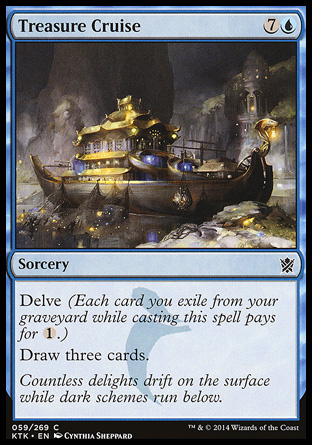 Treasure Cruise 7
Sorcery
Delve (Each card you exile from your
graveyard while casting this spell pays
for 1.)
Draw three cards.
Countless delights drift on the surface
while dark schemes run below.
059/269 C
KTK • EN CYNTHIA SHEPPARD
™ & © 2014 Wizards of the Coast